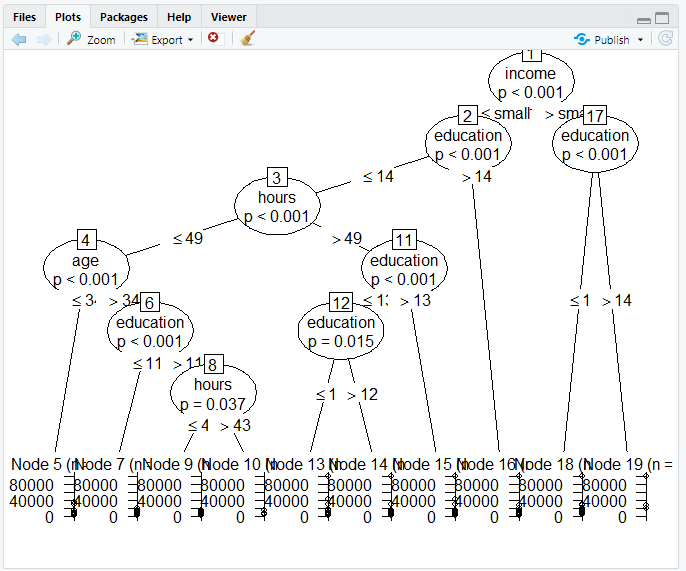 Files Plots Packages Help Viewer
Zoom Export Publish
1
income
p < 0.001
≤ small > sma
2
education
p < 0.001
17
education
p < 0.001
≤ 14 > 14
3
hours
p < 0.001
≤ 49 > 49
4
age
p < 0.001
11
education
p < 0.001
≤ 34 > 34
≤ 13 > 13
≤ 1 > 14
6
education
p < 0.001
12
education
p = 0.015
≤ 11 > 11
8
hours
p = 0.037
≤ 1 > 12
≤ 4 > 43
Node 5 (n = Node 7 (n = Node 9 (n Node 10 (n Node 13 (n Node 14 (n Node 15 (n Node 16 (n Node 18 (n Node 19 (n =
80000 80000 80000 80000 80000 80000 80000 80000 80000 80000
40000 40000 40000 40000 40000 40000 40000 40000 40000 40000
0 0 0 0 0 0 0 0 0 0